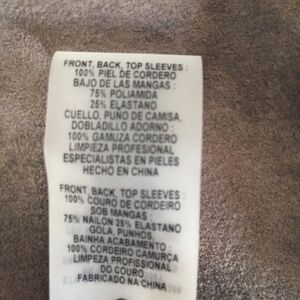 FRONT, BACK, TOP SLEEVES :
100% PIEL DE CORDERO
BAJO DE LAS MANGAS :
75% POLIAMIDA
25% ELASTANO
CUELLO, PUNO DE CAMISA,
DOBLADILLO ADORNO :
100% GAMUZA CORDERO
LIMPIEZA PROFESIONAL
ESPECIALISTAS EN PIELES
HECHO EN CHINA
FRONT, BACK, TOP SLEEVES :
100% COURO DE CORDEIRO
SOB MANGAS :
75% NAILON 25% ELASTANO
GOLA, PUNHOS,
BAINHA ACABAMENTO :
100% CORDEIRO CAMURÇA
LIMPEZA PROFISSIONAL
DO COURO
FABRICADO NA CHINA